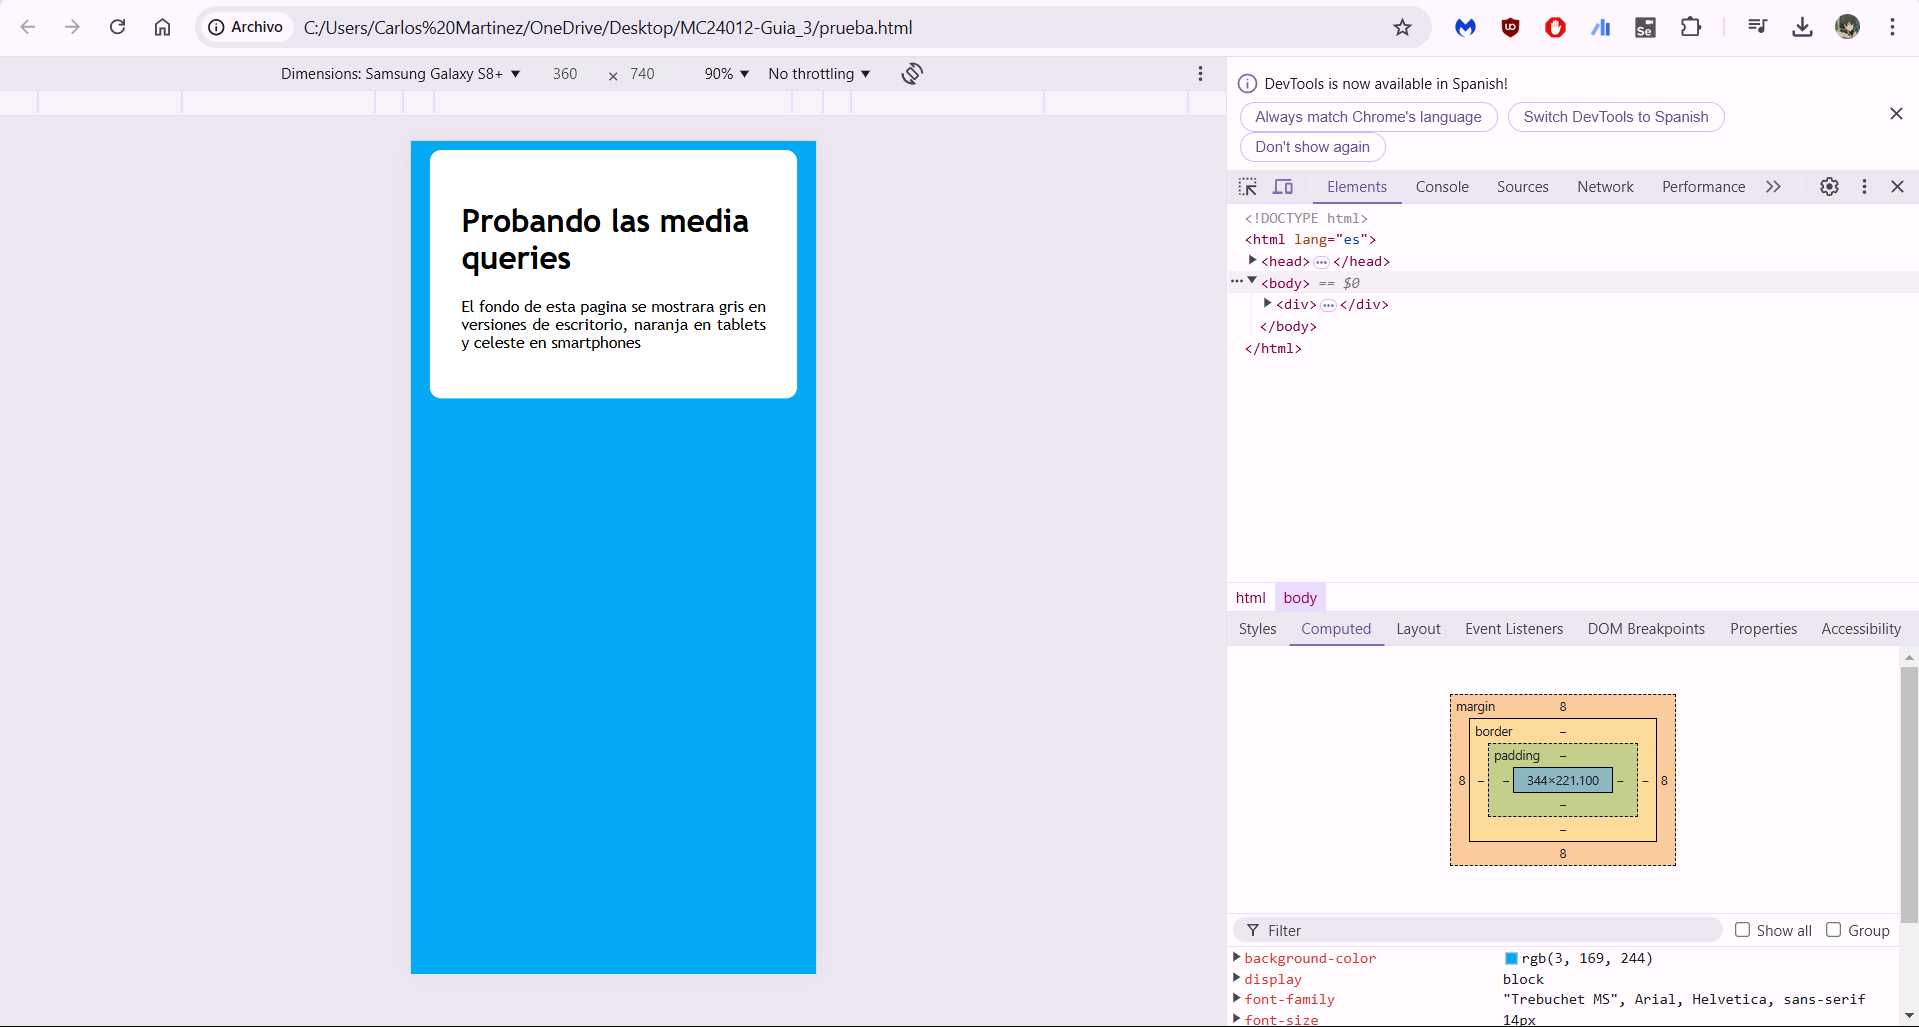 Archivo
C:/Users/Carlos%20Martinez/OneDrive/Desktop/MC24012-Guia_3/prueba.html
Se
Dimensions: Samsung Galaxy S8+
360 × 740
90%
No throttling
Probando las media
queries
El fondo de esta pagina se mostrara gris en
versiones de escritorio, naranja en tablets
y celeste en smartphones
DevTools is now available in Spanish!
Always match Chrome's language
Switch DevTools to Spanish
Don't show again
Elements Console Sources Network Performance
<!DOCTYPE html>
<html lang="es">
<head> ··· </head>
··· <body> == $0
<div> ··· </div>
</body>
</html>
html body
Styles Computed Layout Event Listeners DOM Breakpoints Properties Accessibility
margin 8
border –
padding –
8 – – 344×221.100 – – 8
–
–
8
Filter
Show all
Group
background-color rgb(3, 169, 244)
display block
font-family "Trebuchet MS", Arial, Helvetica, sans-serif
font-size 14px